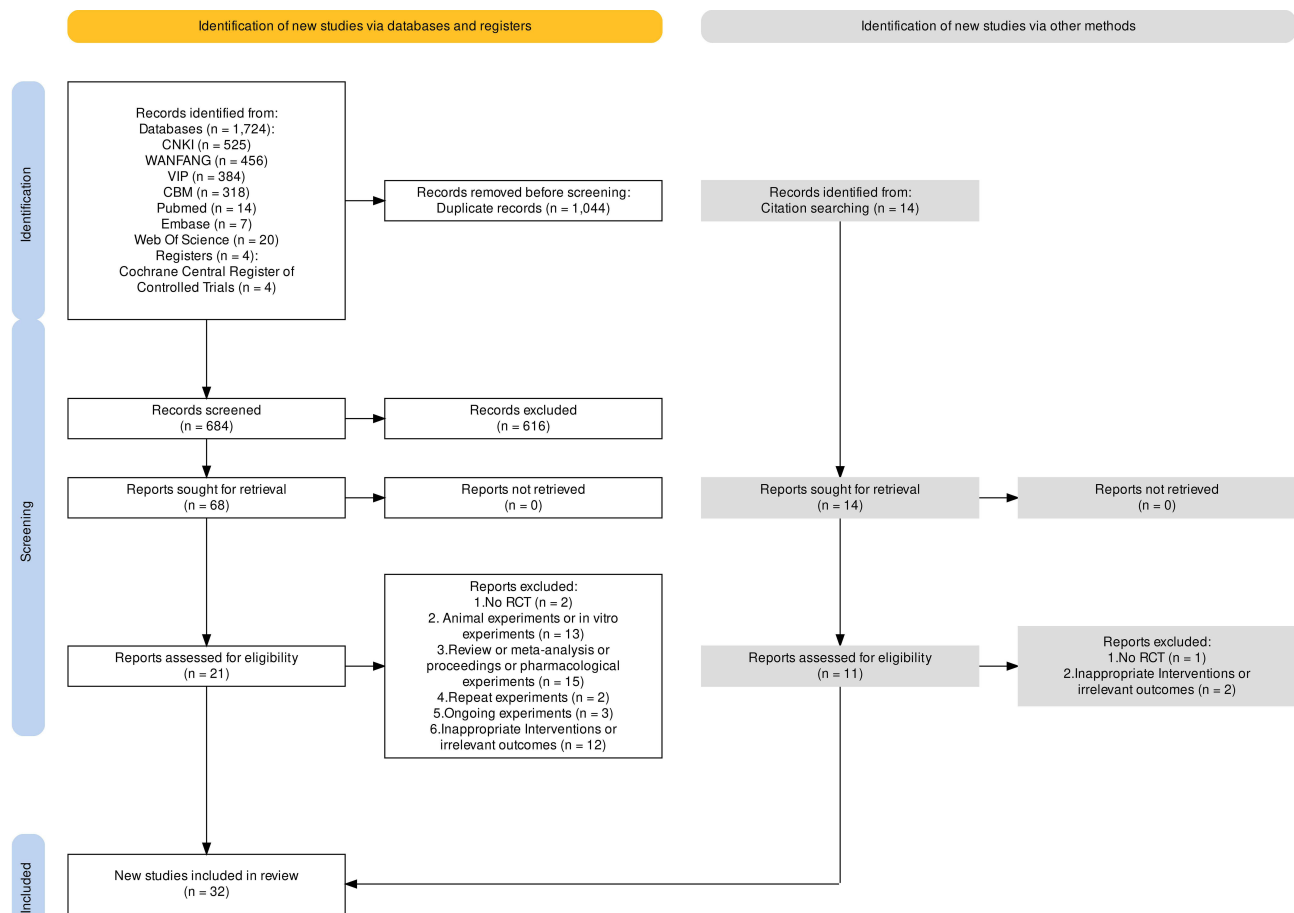 Identification of new studies via databases and registers
Identification of new studies via other methods
Identification
Records identified from:
Databases (n = 1,724):
CNKI (n = 525)
WANFANG (n = 456)
VIP (n = 384)
CBM (n = 318)
Pubmed (n = 14)
Embase (n = 7)
Web Of Science (n = 20)
Registers (n = 4):
Cochrane Central Register of
Controlled Trials (n = 4)
Records removed before screening:
Duplicate records (n = 1,044)
Records identified from:
Citation searching (n = 14)
Screening
Records screened
(n = 684)
Records excluded
(n = 616)
Reports sought for retrieval
(n = 68)
Reports not retrieved
(n = 0)
Reports sought for retrieval
(n = 14)
Reports not retrieved
(n = 0)
Reports assessed for eligibility
(n = 21)
Reports excluded:
1.No RCT (n = 2)
2. Animal experiments or in vitro
experiments (n = 13)
3.Review or meta-analysis or
proceedings or pharmacological
experiments (n = 15)
4.Repeat experiments (n = 2)
5.Ongoing experiments (n = 3)
6.Inappropriate Interventions or
irrelevant outcomes (n = 12)
Reports assessed for eligibility
(n = 11)
Reports excluded:
1.No RCT (n = 1)
2.Inappropriate Interventions or
irrelevant outcomes (n = 2)
Included
New studies included in review
(n = 32)